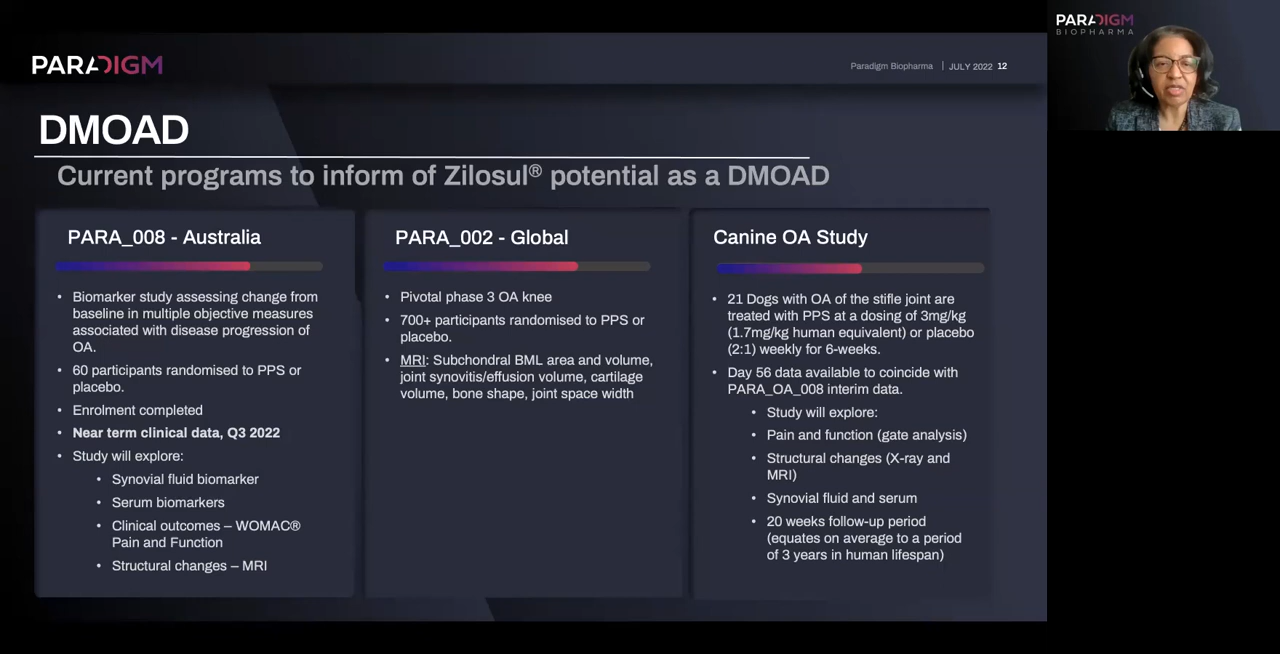 PARADIGM
Paradigm Biopharma | JULY 2022 12
DMOAD
Current programs to inform of Zilosul® potential as a DMOAD
PARA_008 - Australia
• Biomarker study assessing change from
baseline in multiple objective measures
associated with disease progression of
OA.
• 60 participants randomised to PPS or
placebo.
• Enrolment completed
• Near term clinical data, Q3 2022
• Study will explore:
• Synovial fluid biomarker
• Serum biomarkers
• Clinical outcomes – WOMAC®
Pain and Function
• Structural changes – MRI
PARA_002 - Global
• Pivotal phase 3 OA knee
• 700+ participants randomised to PPS or
placebo.
• MRI: Subchondral BML area and volume,
joint synovitis/effusion volume, cartilage
volume, bone shape, joint space width
Canine OA Study
• 21 Dogs with OA of the stifle joint are
treated with PPS at a dosing of 3mg/kg
(1.7mg/kg human equivalent) or placebo
(2:1) weekly for 6-weeks.
• Day 56 data available to coincide with
PARA_OA_008 interim data.
• Study will explore:
• Pain and function (gate analysis)
• Structural changes (X-ray and
MRI)
• Synovial fluid and serum
• 20 weeks follow-up period
(equates on average to a period
of 3 years in human lifespan)
PARADIGM
BIOPHARMA